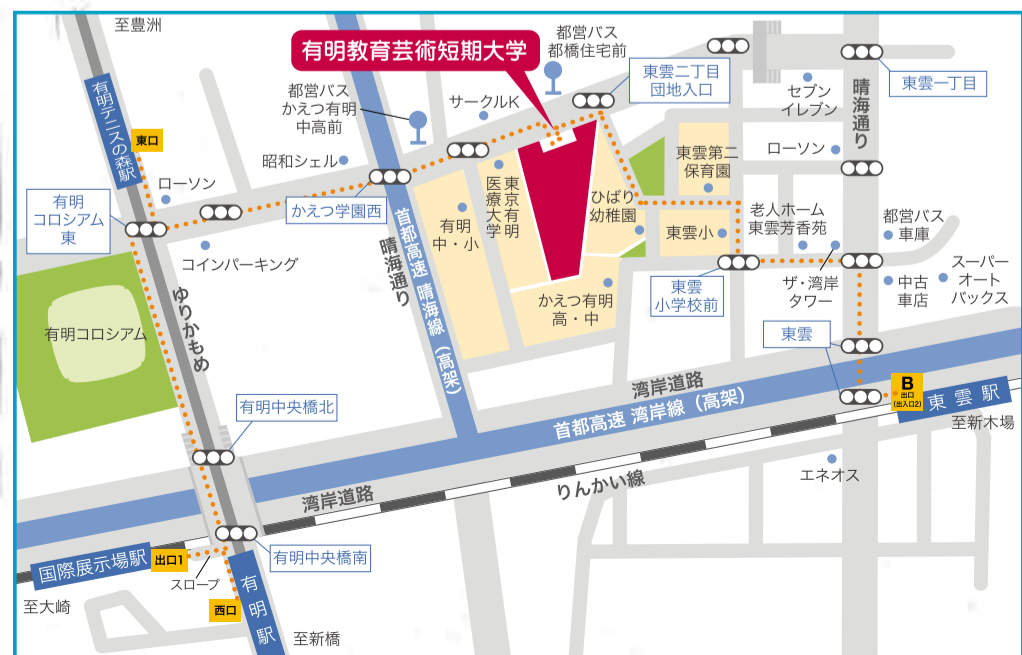 至豊洲
有明教育芸術短期大学
都営バス
都橋住宅前
東雲二丁目
団地入口
東雲一丁目
都営バス
かえつ有明
中高前
サークルK
セブン
イレブン
晴海通り
有明テニスの森駅
東口
昭和シェル
ローソン
東雲第二
保育園
ローソン
有明
コロシアム
東
かえつ学園西
東京有明
医療大学
ひばり
幼稚園
老人ホーム
東雲芳香苑
都営バス
車庫
有明
中・小
東雲小
コインパーキング
首都高速 晴海線（高架）
晴海通り
かえつ有明
高・中
東雲
小学校前
ザ・湾岸
タワー
中古
車店
スーパー
オート
バックス
ゆりかもめ
有明コロシアム
東雲
湾岸道路
首都高速 湾岸線（高架）
B
出口
(出入口2)
東雲駅
至新木場
有明中央橋北
エネオス
りんかい線
湾岸道路
有明中央橋南
国際展示場駅
出口1
スロープ
至大崎
西口
有明駅
至新橋